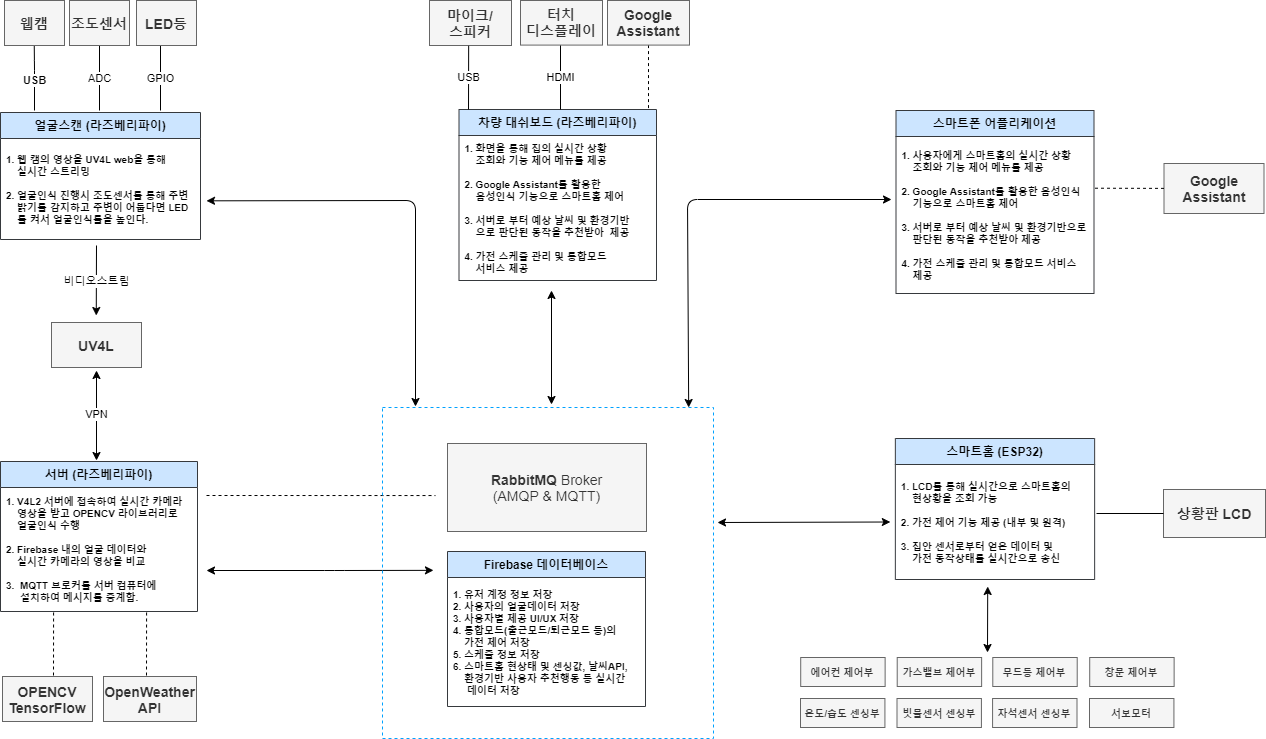 웹캠
조도센서
LED등
USB
ADC
GPIO
얼굴스캔 (라즈베리파이)
1. 웹 캠의 영상을 UV4L web을 통해
실시간 스트리밍
2. 얼굴인식 진행시 조도센서를 통해 주변
밝기를 감지하고 주변이 어둡다면 LED
를 켜서 얼굴인식률을 높인다.
비디오스트림
UV4L
VPN
서버 (라즈베리파이)
1. V4L2 서버에 접속하여 실시간 카메라
영상을 받고 OPENCV 라이브러리로
얼굴인식 수행
2. Firebase 내의 얼굴 데이터와
실시간 카메라의 영상을 비교
3. MQTT 브로커를 서버 컴퓨터에
설치하여 메시지를 중계함.
OPENCV
TensorFlow
OpenWeather
API
마이크/
스피커
터치
디스플레이
Google
Assistant
USB
HDMI
차량 대쉬보드 (라즈베리파이)
1. 화면을 통해 집의 실시간 상황
조회와 기능 제어 메뉴를 제공
2. Google Assistant를 활용한
음성인식 기능으로 스마트홈 제어
3. 서버로 부터 예상 날씨 및 환경기반
으로 판단된 동작을 추천받아 제공
4. 가전 스케쥴 관리 및 통합모드
서비스 제공
RabbitMQ Broker
(AMQP & MQTT)
Firebase 데이터베이스
1. 유저 계정 정보 저장
2. 사용자의 얼굴데이터 저장
3. 사용자별 제공 UI/UX 저장
4. 통합모드(출근모드/퇴근모드 등)의
가전 제어 저장
5. 스케쥴 정보 저장
6. 스마트홈 현상태 및 센싱값, 날씨API,
환경기반 사용자 추천행동 등 실시간
데이터 저장
스마트폰 어플리케이션
1. 사용자에게 스마트홈의 실시간 상황
조회와 기능 제어 메뉴를 제공
2. Google Assistant를 활용한 음성인식
기능으로 스마트홈 제어
3. 서버로 부터 예상 날씨 및 환경기반으로
판단된 동작을 추천받아 제공
4. 가전 스케쥴 관리 및 통합모드 서비스
제공
Google
Assistant
스마트홈 (ESP32)
1. LCD를 통해 실시간으로 스마트홈의
현상황을 조회 가능
2. 가전 제어 기능 제공 (내부 및 원격)
3. 집안 센서로부터 얻은 데이터 및
가전 동작상태를 실시간으로 송신
상황판 LCD
에어컨 제어부
가스밸브 제어부
무드등 제어부
창문 제어부
온도/습도 센싱부
빗물센서 센싱부
자석센서 센싱부
서보모터